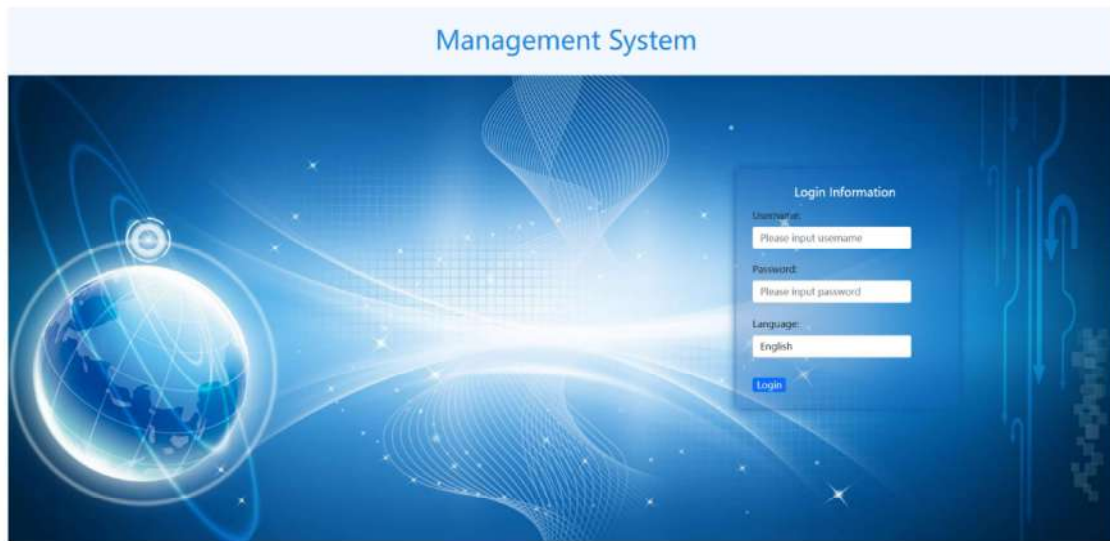 Management System
Login Information
Username:
Please input username
Password:
Please input password
Language:
English
Login